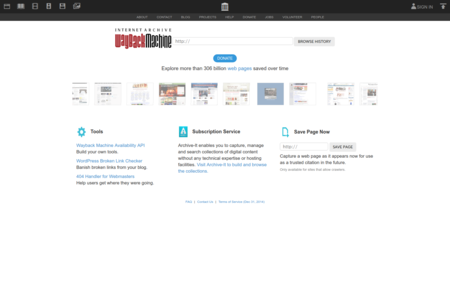 SIGN IN
ABOUT CONTACT BLOG PROJECTS HELP DONATE JOBS VOLUNTEER PEOPLE
INTERNET ARCHIVE
WayBackMachine
http:// BROWSE HISTORY
DONATE
Explore more than 308 billion web pages saved over time
Tools
Wayback Machine Availability API
Build your own tools.
WordPress Broken Link Checker
Banish broken links from your blog.
404 Handler for Webmasters
Help users get where they were going.
Subscription Service
Archive-It enables you to capture,
manage and search collections of digital content
without any technical expertise or hosting
facilities. Visit Archive-It to build and browse
the collections.
Save Page Now
http:// SAVE PAGE
Capture a web page as it appears now for use
as a trusted citation in the future.
Only available for sites that allow crawlers.
FAQ | Contact Us | Terms of Service (Dec 31, 2014)